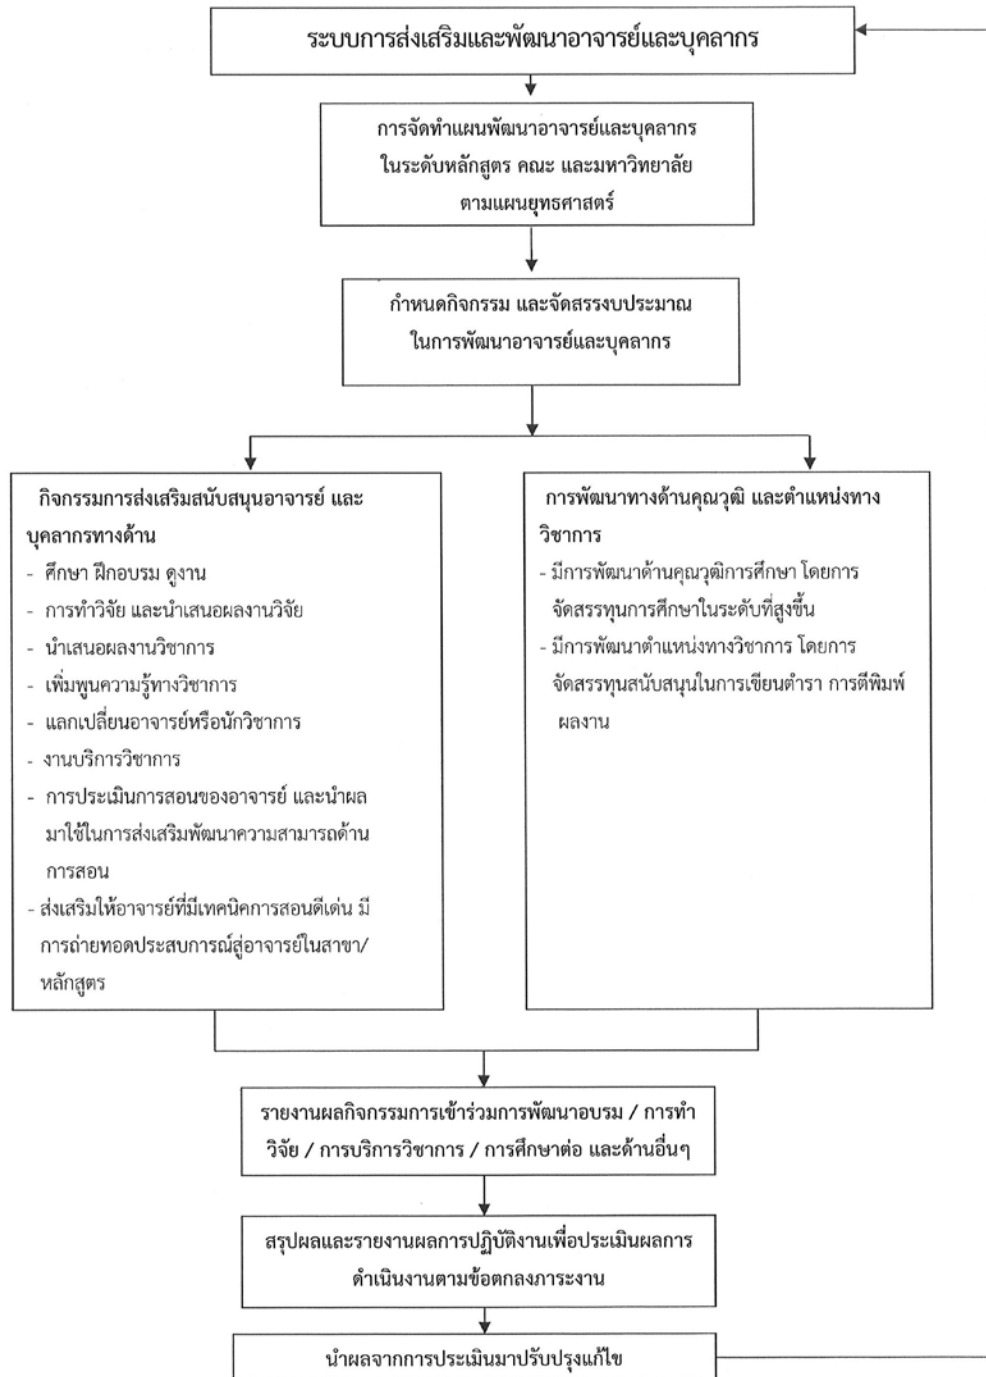 ระบบการส่งเสริมและพัฒนาอาจารย์และบุคลากร
การจัดทำแผนพัฒนาอาจารย์และบุคลากร
ในระดับหลักสูตร คณะ และมหาวิทยาลัย
ตามแผนยุทธศาสตร์
กำหนดกิจกรรม และจัดสรรงบประมาณ
ในการพัฒนาอาจารย์และบุคลากร
กิจกรรมการส่งเสริมสนับสนุนอาจารย์ และ
บุคลากรทางด้าน
- ศึกษา ฝึกอบรม ดูงาน
- การทำวิจัย และนำเสนอผลงานวิจัย
- นำเสนอผลงานวิชาการ
- เพิ่มพูนความรู้ทางวิชาการ
- แลกเปลี่ยนอาจารย์หรือนักวิชาการ
- งานบริการวิชาการ
- การประเมินการสอนของอาจารย์ และนำผล
มาใช้ในการส่งเสริมพัฒนาความสามารถด้าน
การสอน
- ส่งเสริมให้อาจารย์ที่มีเทคนิคการสอนดีเด่น มี
การถ่ายทอดประสบการณ์สู่อาจารย์ในสาขา/
หลักสูตร
การพัฒนาทางด้านคุณวุฒิ และตำแหน่งทาง
วิชาการ
- มีการพัฒนาด้านคุณวุฒิการศึกษา โดยการ
จัดสรรทุนการศึกษาในระดับที่สูงขึ้น
- มีการพัฒนาตำแหน่งทางวิชาการ โดยการ
จัดสรรทุนสนับสนุนในการเขียนตำรา การตีพิมพ์
ผลงาน
รายงานผลกิจกรรมการเข้าร่วมการพัฒนาอบรม / การทำ
วิจัย / การบริการวิชาการ / การศึกษาต่อ และด้านอื่นๆ
สรุปผลและรายงานผลการปฏิบัติงานเพื่อประเมินผลการ
ดำเนินงานตามข้อตกลงภาระงาน
นำผลจากการประเมินมาปรับปรุงแก้ไข